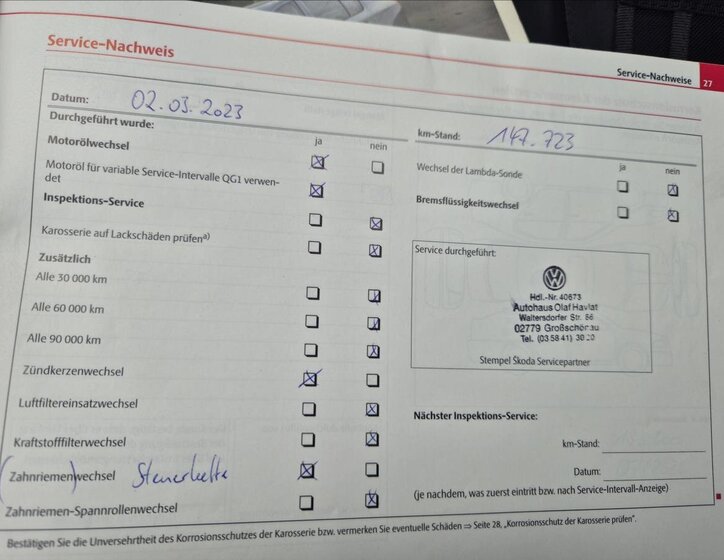 Service-Nachweis
Service-Nachweise 27
Datum: 02.03.2023
Durchgeführt wurde: ja nein
Motorölwechsel
Motoröl für variable Service-Intervalle QG1 verwen-
det
Inspektions-Service
Karosserie auf Lackschäden prüfen a)
Zusätzlich
Alle 30 000 km
Alle 60 000 km
Alle 90 000 km
Zündkerzenwechsel
Luftfiltereinsatzwechsel
Kraftstofffilterwechsel
(Zahnriemen)wechsel Steuerkette
Zahnriemen-Spannrollenwechsel
km-Stand: 147.723
ja nein
Wechsel der Lambda-Sonde
Bremsflüssigkeitswechsel
Service durchgeführt:
Hdl.-Nr. 40673
Autohaus Olaf Havlat
Waltersdorfer Str. 56
02779 Großschönau
Tel. (03 58 41) 30 20
Stempel Škoda Servicepartner
Nächster Inspektions-Service:
km-Stand:
Datum:
(je nachdem, was zuerst eintritt bzw. nach Service-Intervall-Anzeige)
Bestätigen Sie die Unversehrtheit des Korrosionsschutzes der Karosserie bzw. vermerken Sie eventuelle Schäden ⇒ Seite 28, „Korrosionsschutz der Karosserie prüfen".